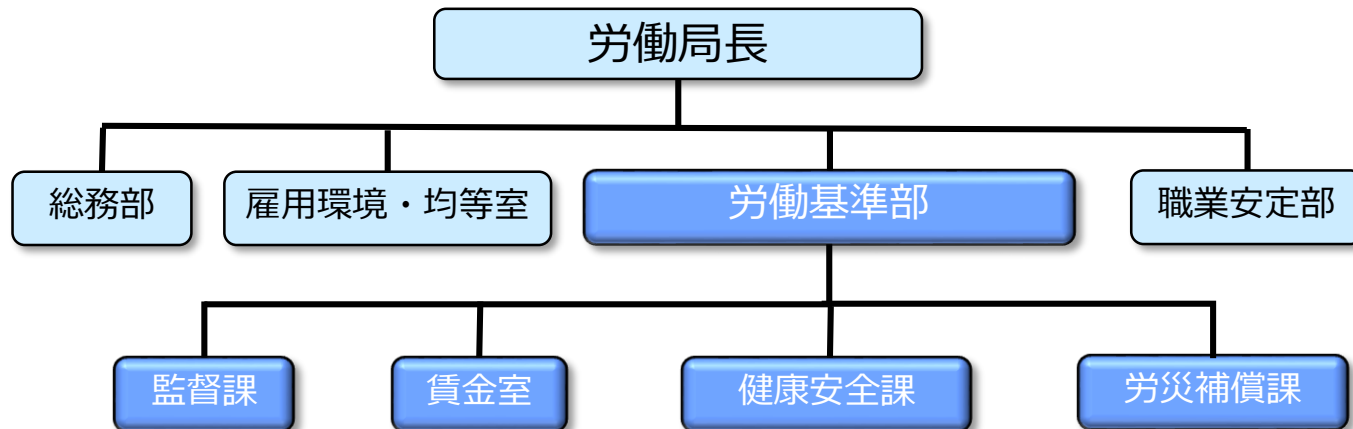 労働局長
総務部
雇用環境・均等室
労働基準部
職業安定部
監督課
賃金室
健康安全課
労災補償課